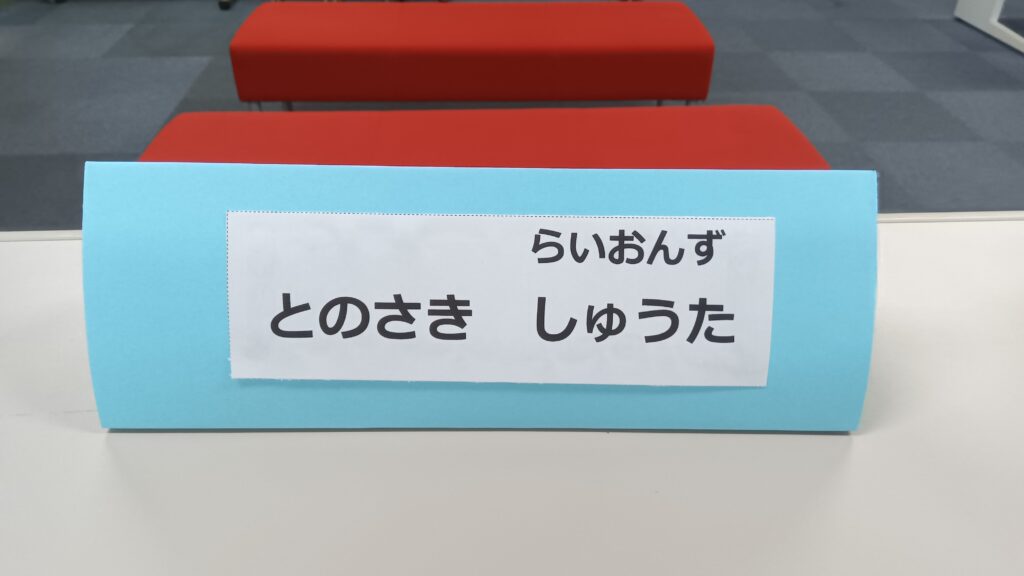 らいおんず
とのさき　しゅうた